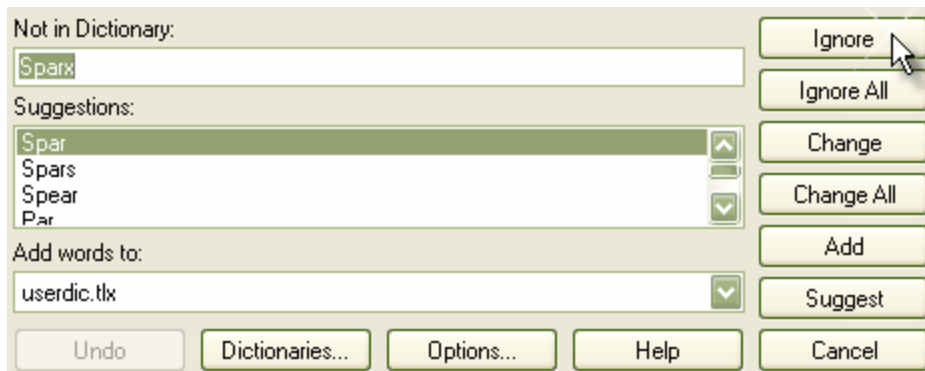 Not in Dictionary:
Sparx
Suggestions:
Spar
Spars
Spear
Par
Add words to:
userdic.tlx
Undo
Dictionaries...
Options...
Help
Ignore
Ignore All
Change
Change All
Add
Suggest
Cancel